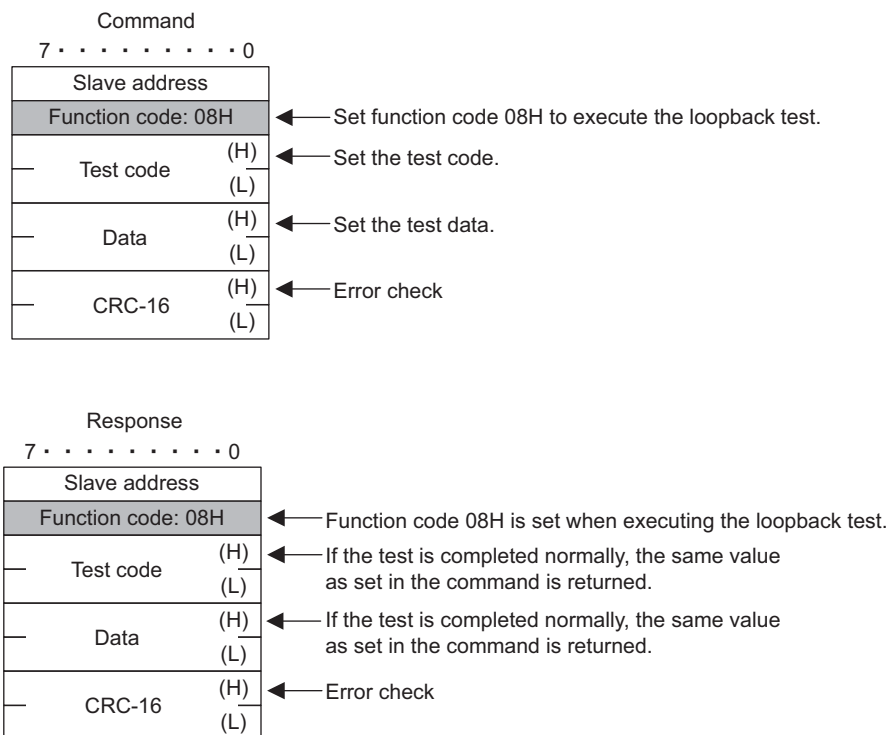 Command
7 · · · · · · · · · 0
Slave address
Function code: 08H
Set function code 08H to execute the loopback test.
Test code
(H)
(L)
Set the test code.
Data
(H)
(L)
Set the test data.
CRC-16
(H)
(L)
Error check
Response
7 · · · · · · · · · 0
Slave address
Function code: 08H
Function code 08H is set when executing the loopback test.
Test code
(H)
(L)
If the test is completed normally, the same value
as set in the command is returned.
Data
(H)
(L)
If the test is completed normally, the same value
as set in the command is returned.
CRC-16
(H)
(L)
Error check